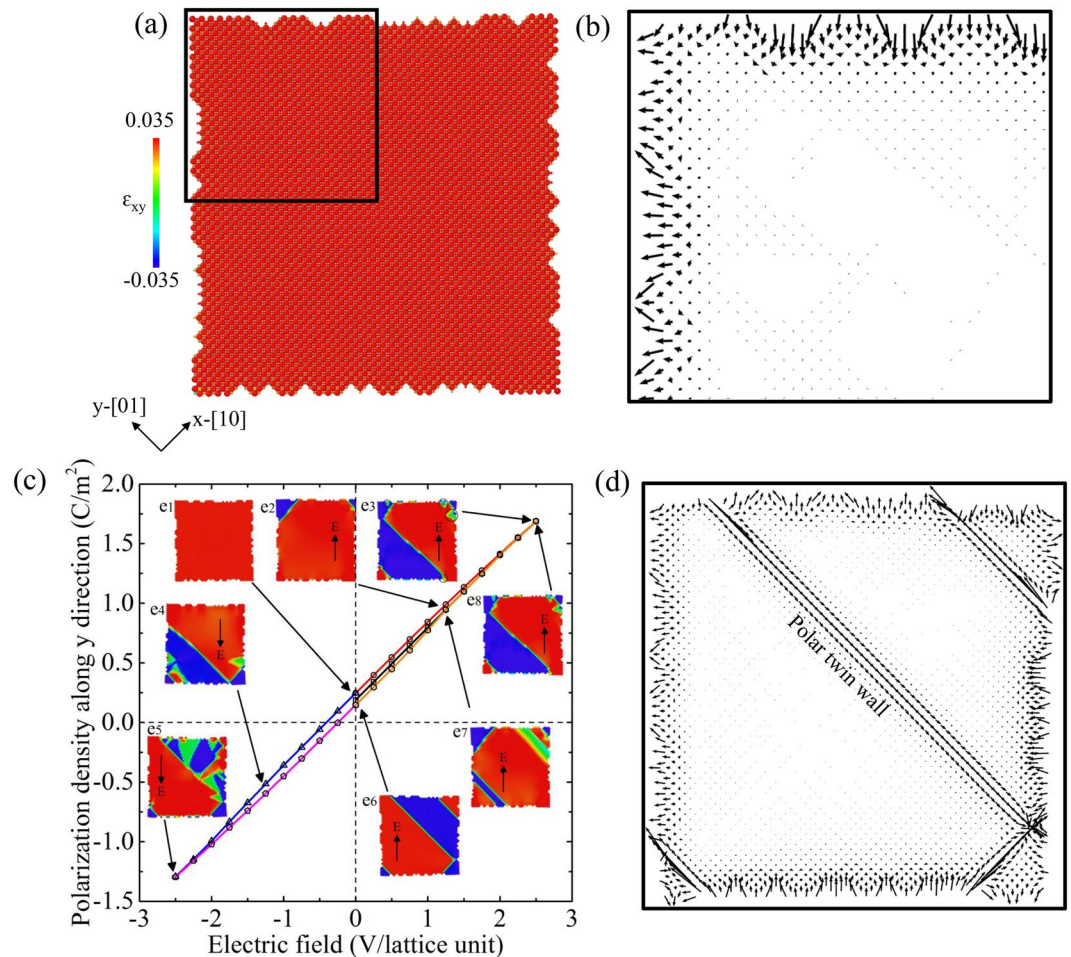 (a)
0.035
ε_xy
-0.035
y-[01]
x-[10]
(b)
(c)
Polarization density along y direction (C/m²)
2.0
1.5
1.0
0.5
0.0
-0.5
-1.0
-1.5
-3
-2
-1
0
1
2
3
Electric field (V/lattice unit)
e1
e2
E
e3
E
e4
E
e8
E
e5
E
e7
E
e6
E
(d)
Polar twin wall